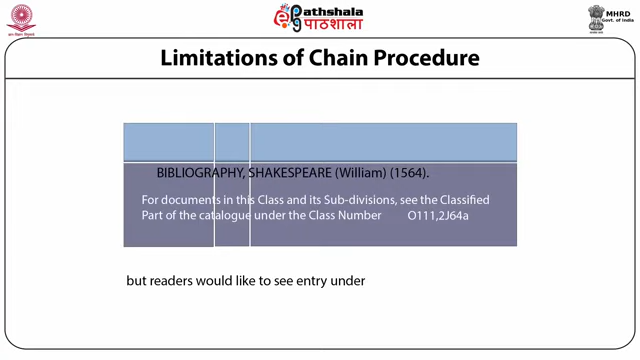 ePathshala
पाठशाला
MHRD
Govt. of India
Limitations of Chain Procedure
BIBLIOGRAPHY, SHAKESPEARE (William) (1564).
For documents in this Class and its Sub-divisions, see the Classified
Part of the catalogue under the Class Number O111,2J64a
but readers would like to see entry under